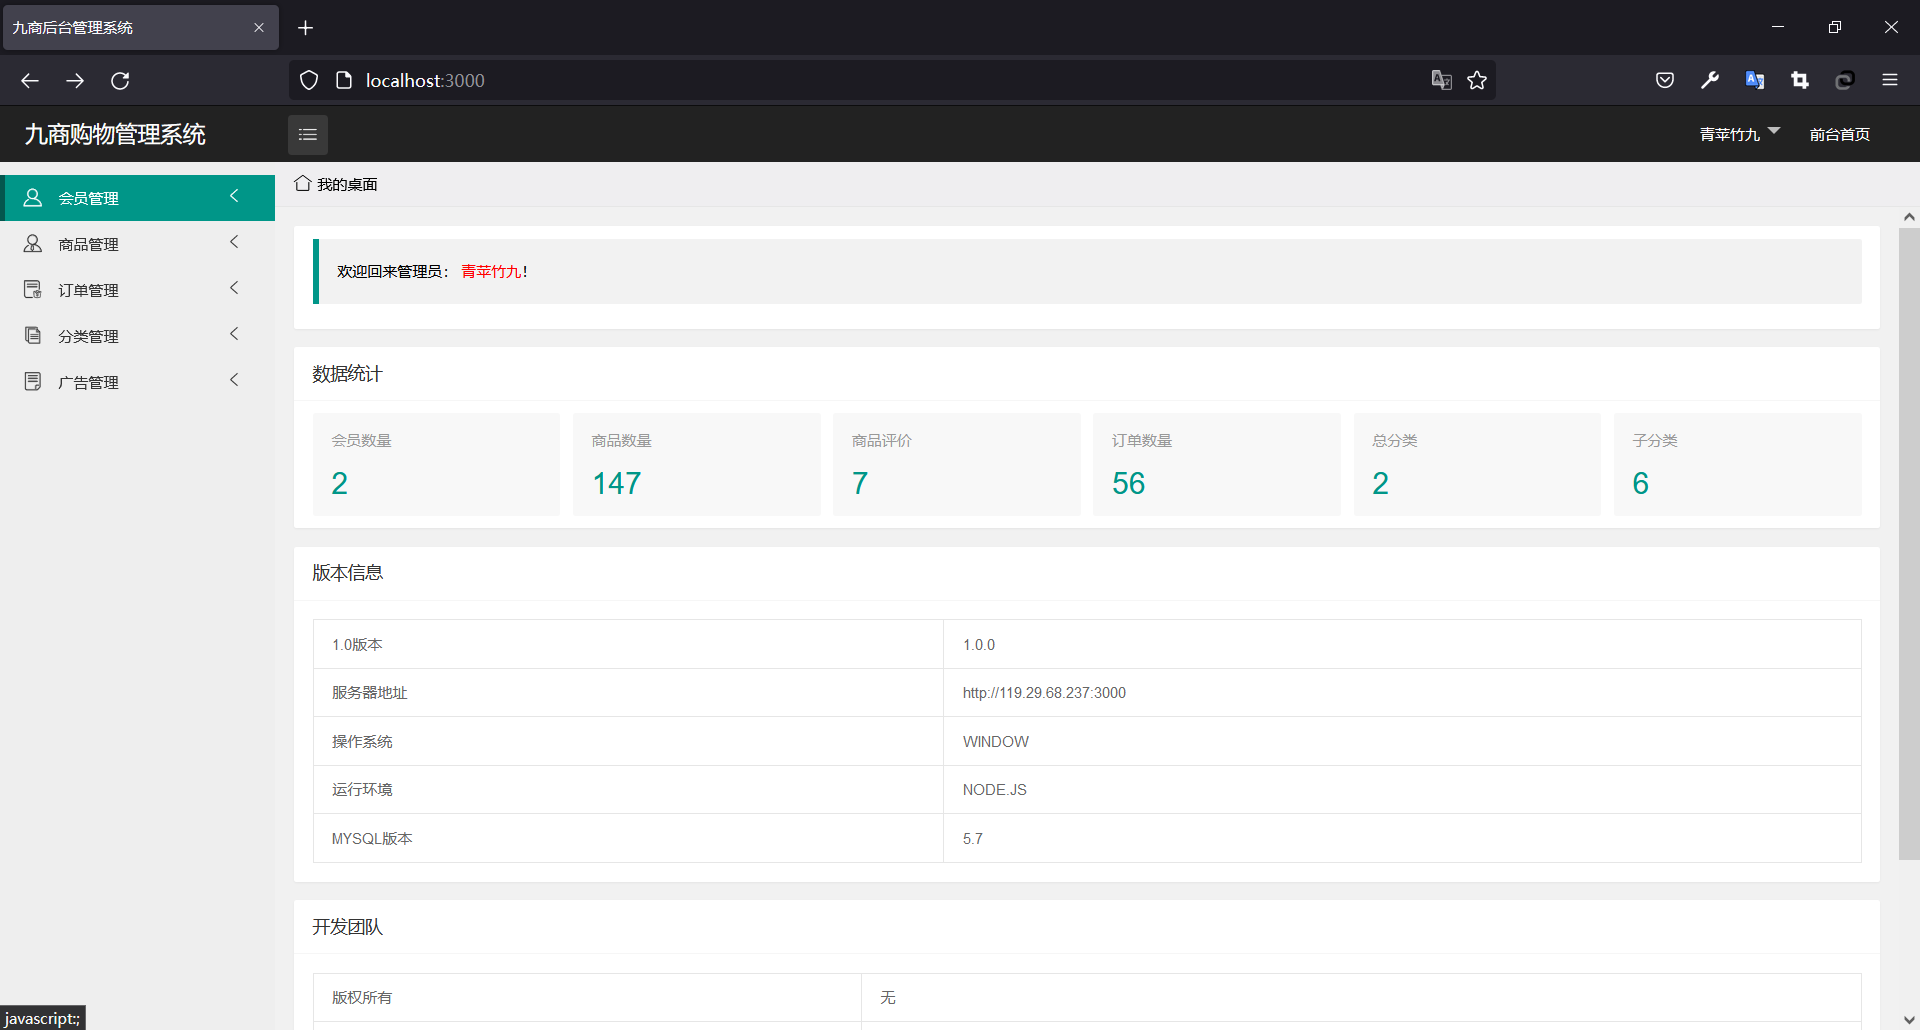 九商后台管理系统
localhost:3000
九商购物管理系统
青苹竹九
前台首页
会员管理
商品管理
订单管理
分类管理
广告管理
我的桌面
欢迎回来管理员： 青苹竹九！
数据统计
会员数量
商品数量
商品评价
订单数量
总分类
子分类
2
147
7
56
2
6
版本信息
1.0版本
1.0.0
服务器地址
http://119.29.68.237:3000
操作系统
WINDOW
运行环境
NODE.JS
MYSQL版本
5.7
开发团队
版权所有
无
javascript:;